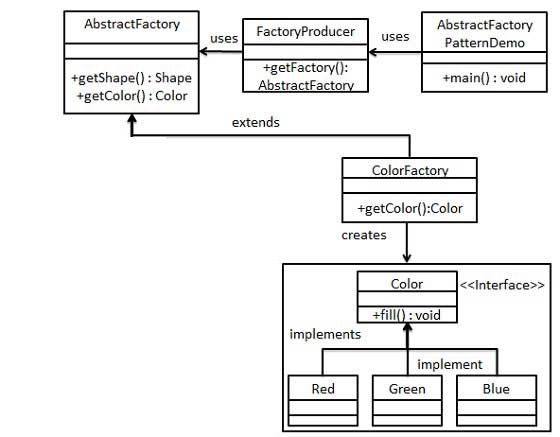 AbstractFactory
+getShape() : Shape
+getColor() : Color
uses
FactoryProducer
+getFactory():
AbstractFactory
uses
AbstractFactory
PatternDemo
+main() : void
extends
ColorFactory
+getColor():Color
creates
Color
<<Interface>>
+fill() : void
implements
implement
Red
Green
Blue